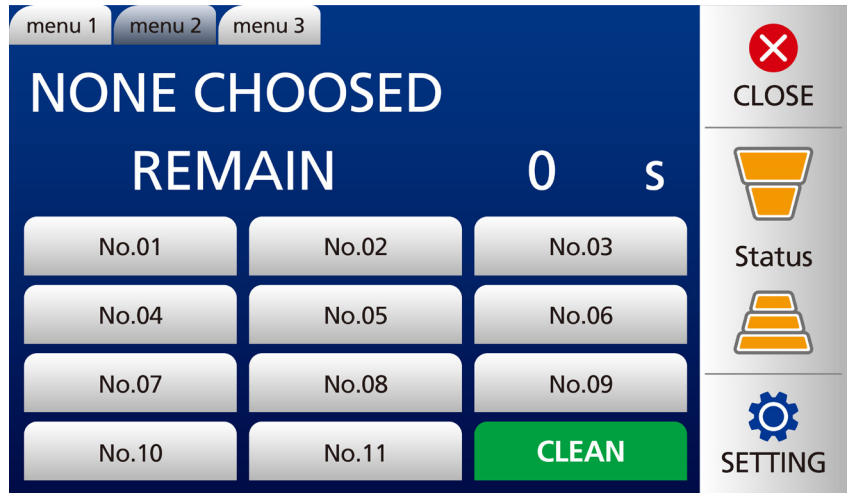 menu 1 menu 2 menu 3
NONE CHOOSED
REMAIN 0 s
No.01 No.02 No.03
No.04 No.05 No.06
No.07 No.08 No.09
No.10 No.11 CLEAN
CLOSE
Status
SETTING